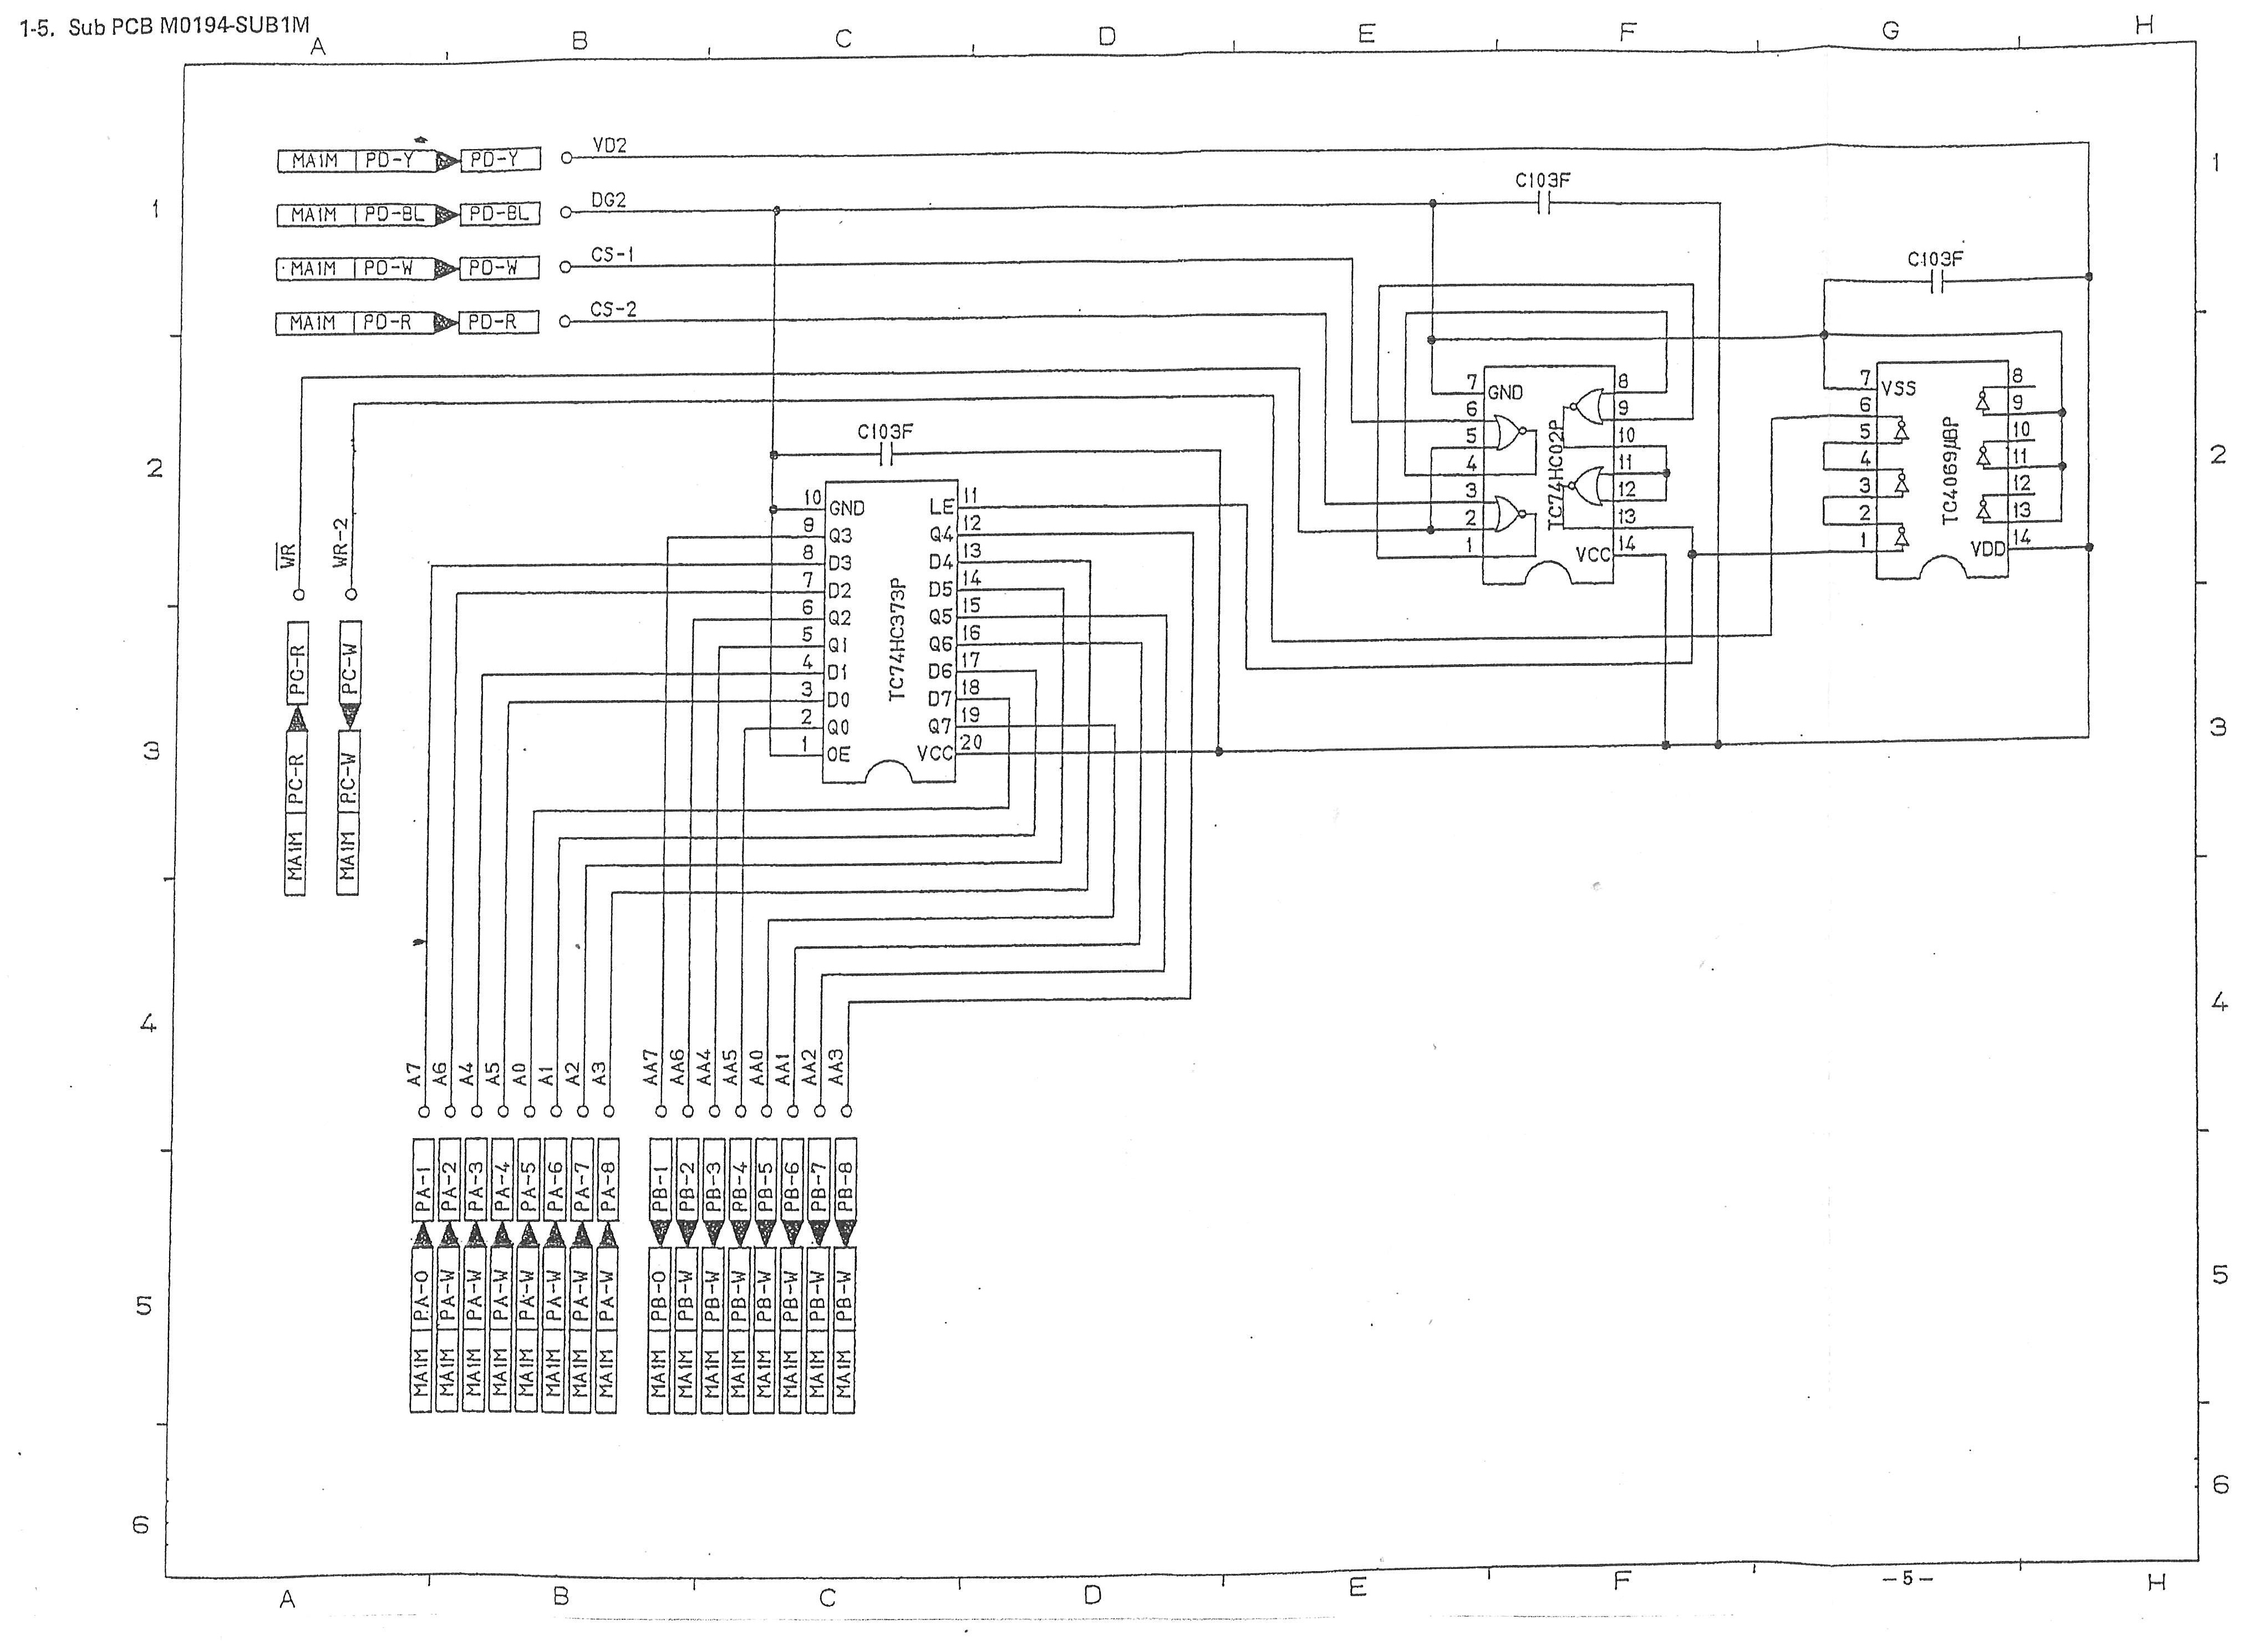 1-5. Sub PCB M0194-SUB1M
A B C D E F G H
1 1
MA1M PD-Y PD-Y VD2
MA1M PD-BL PD-BL DG2
MA1M PD-W PD-W CS-1
MA1M PD-R PD-R CS-2
C103F
C103F
C103F
2 2
WR
WR-2
PC-R
PC-W
MA1M PC-R
MA1M PC-W
10 GND
9 Q3
8 D3
7 D2
6 Q2
5 Q1
4 D1
3 D0
2 Q0
1 OE
TC74HC373P
LE 11
Q4 12
D4 13
D5 14
Q5 15
Q6 16
D6 17
D7 18
Q7 19
VCC 20
7 GND
6
5
4
3
2
1
TC74HC02P
8
9
10
11
12
13
VCC 14
7 VSS
6
5
4
3
2
1
TC4069μBP
8
9
10
11
12
13
VDD 14
3 3
4 4
A7 A6 A4 A5 A0 A1 A2 A3
AA7 AA6 AA4 AA5 AA0 AA1 AA2 AA3
PA-1 PA-2 PA-3 PA-4 PA-5 PA-6 PA-7 PA-8
PB-1 PB-2 PB-3 PB-4 PB-5 PB-6 PB-7 PB-8
5 5
PA-O PA-W PA-W PA-W PA-W PA-W PA-W PA-W
PB-O PB-W PB-W PB-W PB-W PB-W PB-W PB-W
MA1M MA1M MA1M MA1M MA1M MA1M MA1M MA1M
MA1M MA1M MA1M MA1M MA1M MA1M MA1M MA1M
6 6
A B C D E F -5- H